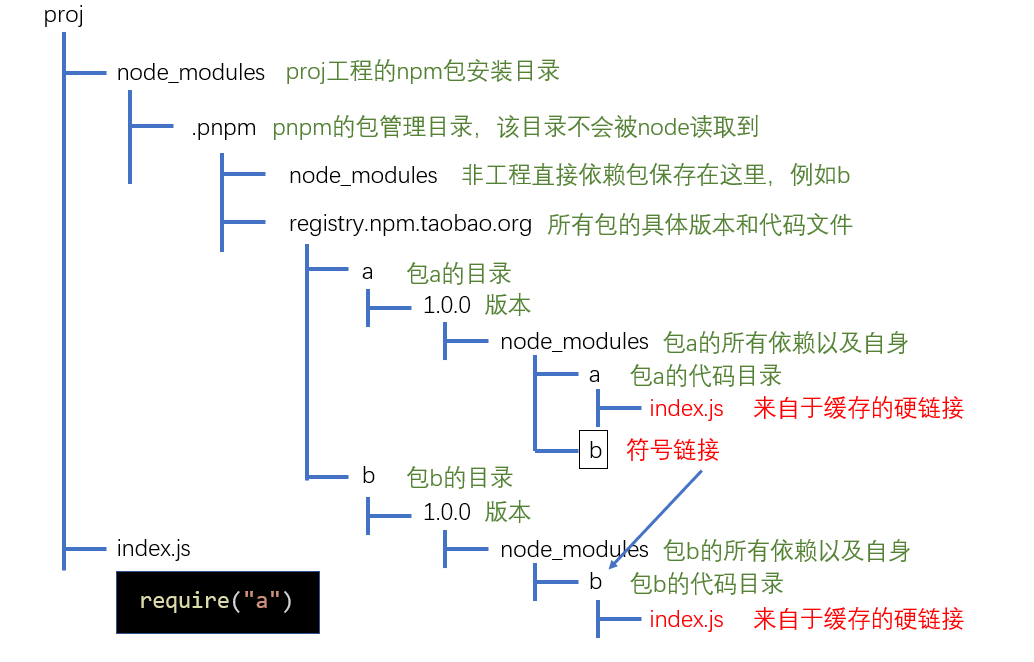 proj
node_modules proj工程的npm包安装目录
.pnpm pnpm的包管理目录，该目录不会被node读取到
node_modules 非工程直接依赖包保存在这里，例如b
registry.npm.taobao.org 所有包的具体版本和代码文件
a 包a的目录
1.0.0 版本
node_modules 包a的所有依赖以及自身
a 包a的代码目录
index.js 来自于缓存的硬链接
b 符号链接
b 包b的目录
1.0.0 版本
node_modules 包b的所有依赖以及自身
b 包b的代码目录
index.js 来自于缓存的硬链接
index.js
require("a")